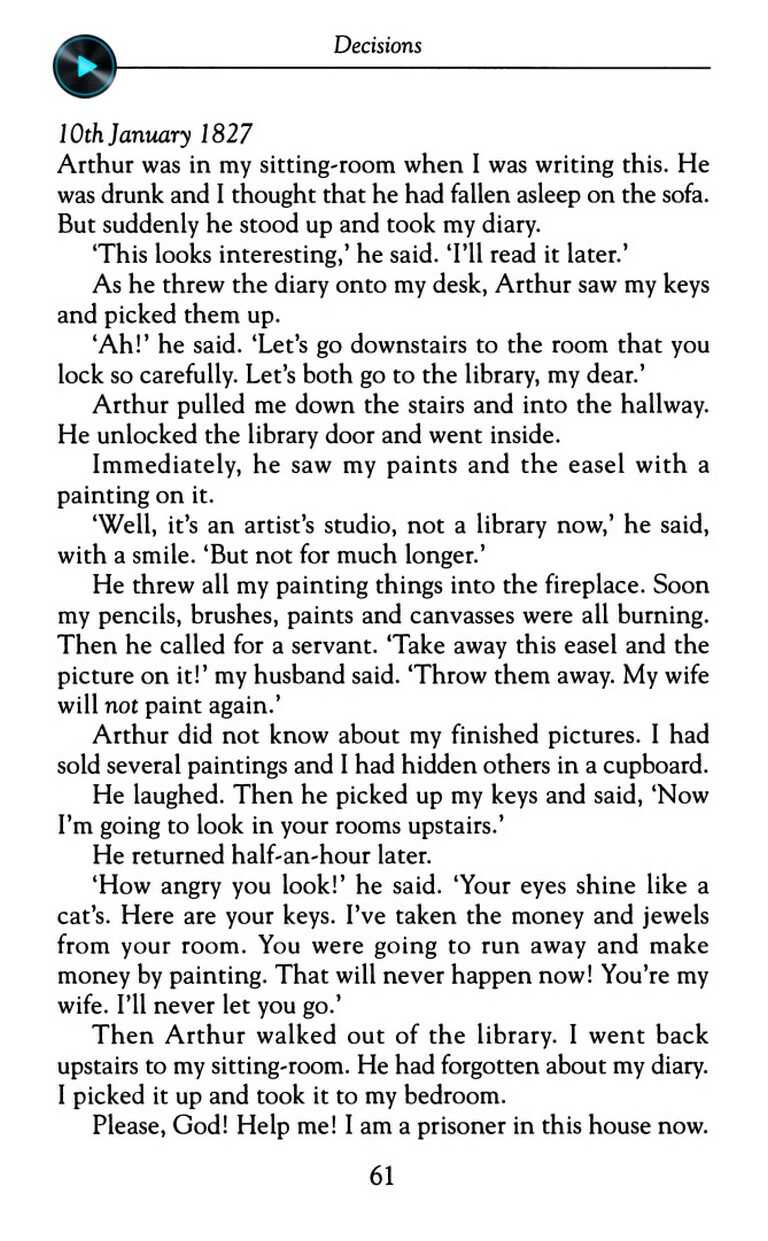 Decisions
10th January 1827
Arthur was in my sitting-room when I was writing this. He
was drunk and I thought that he had fallen asleep on the sofa.
But suddenly he stood up and took my diary.
‘This looks interesting,’ he said. ‘I’ll read it later.’
As he threw the diary onto my desk, Arthur saw my keys
and picked them up.
‘Ah!’ he said. ‘Let’s go downstairs to the room that you
lock so carefully. Let’s both go to the library, my dear.’
Arthur pulled me down the stairs and into the hallway.
He unlocked the library door and went inside.
Immediately, he saw my paints and the easel with a
painting on it.
‘Well, it’s an artist’s studio, not a library now,’ he said,
with a smile. ‘But not for much longer.’
He threw all my painting things into the fireplace. Soon
my pencils, brushes, paints and canvasses were all burning.
Then he called for a servant. ‘Take away this easel and the
picture on it!’ my husband said. ‘Throw them away. My wife
will not paint again.’
Arthur did not know about my finished pictures. I had
sold several paintings and I had hidden others in a cupboard.
He laughed. Then he picked up my keys and said, ‘Now
I’m going to look in your rooms upstairs.’
He returned half-an-hour later.
‘How angry you look!’ he said. ‘Your eyes shine like a
cat’s. Here are your keys. I’ve taken the money and jewels
from your room. You were going to run away and make
money by painting. That will never happen now! You’re my
wife. I’ll never let you go.’
Then Arthur walked out of the library. I went back
upstairs to my sitting-room. He had forgotten about my diary.
I picked it up and took it to my bedroom.
Please, God! Help me! I am a prisoner in this house now.
61